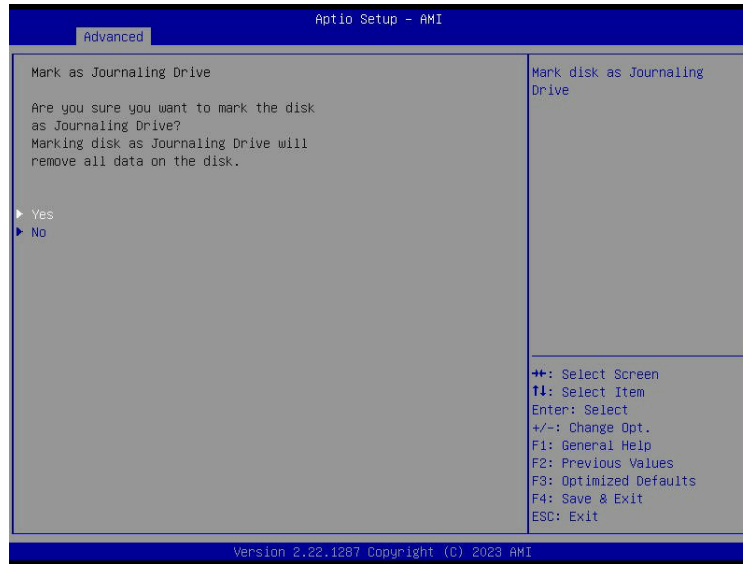 Aptio Setup – AMI
Advanced
Mark as Journaling Drive
Are you sure you want to mark the disk
as Journaling Drive?
Marking disk as Journaling Drive will
remove all data on the disk.
Yes
No
Mark disk as Journaling
Drive
→←: Select Screen
↑↓: Select Item
Enter: Select
+/-: Change Opt.
F1: General Help
F2: Previous Values
F3: Optimized Defaults
F4: Save & Exit
ESC: Exit
Version 2.22.1287 Copyright (C) 2023 AMI